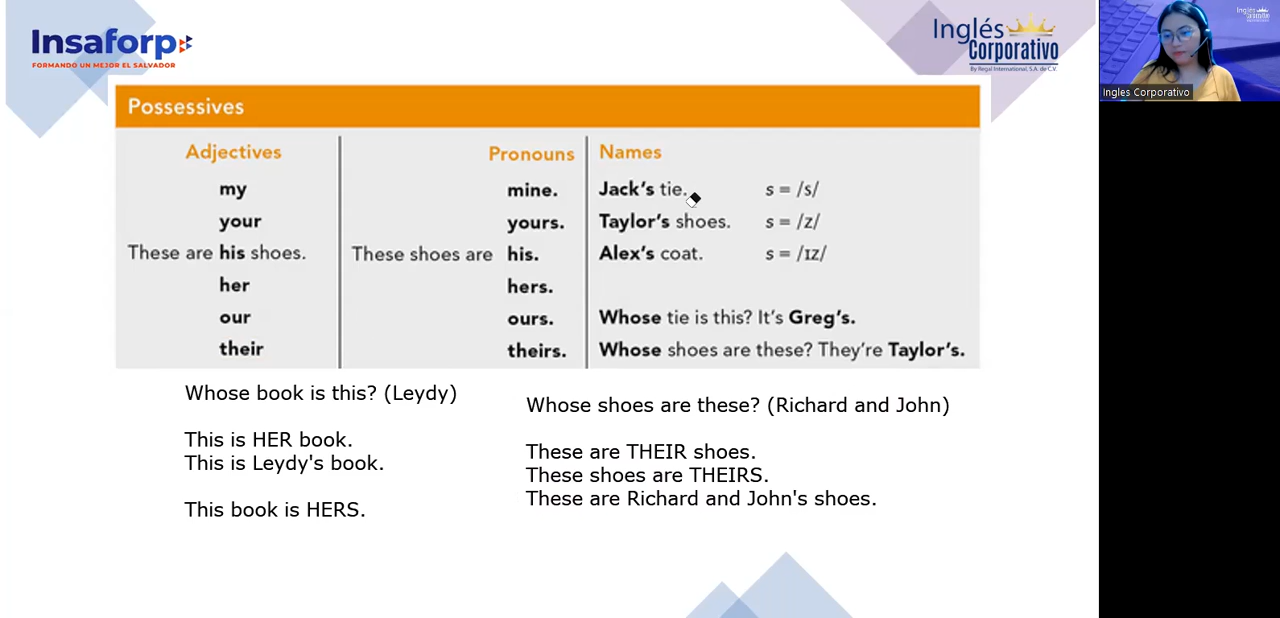 Insaforp
FORMANDO UN MEJOR EL SALVADOR
Inglés
Corporativo
By Regal International, S.A. de C.V.
Possessives
Adjectives
my
your
These are his shoes.
her
our
their
Pronouns
mine.
yours.
These shoes are his.
hers.
ours.
theirs.
Names
Jack's tie. s = /s/
Taylor's shoes. s = /z/
Alex's coat. s = /ɪz/
Whose tie is this? It's Greg's.
Whose shoes are these? They're Taylor's.
Whose book is this? (Leydy)
This is HER book.
This is Leydy's book.
This book is HERS.
Whose shoes are these? (Richard and John)
These are THEIR shoes.
These shoes are THEIRS.
These are Richard and John's shoes.
Inglés
Ingles Corporativo